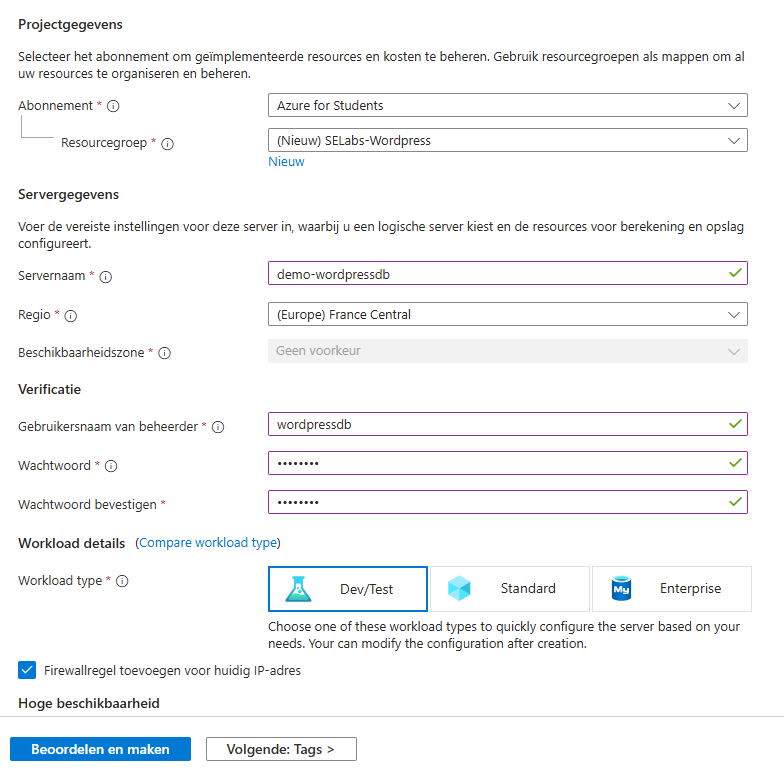 Projectgegevens
Selecteer het abonnement om geïmplementeerde resources en kosten te beheren. Gebruik resourcegroepen als mappen om al
uw resources te organiseren en beheren.
Abonnement * Azure for Students
Resourcegroep * (Nieuw) SELabs-Wordpress
Nieuw
Servergegevens
Voer de vereiste instellingen voor deze server in, waarbij u een logische server kiest en de resources voor berekening en opslag
configureert.
Servernaam * demo-wordpressdb
Regio * (Europe) France Central
Beschikbaarheidszone * Geen voorkeur
Verificatie
Gebruikersnaam van beheerder * wordpressdb
Wachtwoord * ••••••••
Wachtwoord bevestigen * ••••••••
Workload details (Compare workload type)
Workload type * Dev/Test Standard My Enterprise
Choose one of these workload types to quickly configure the server based on your
needs. Your can modify the configuration after creation.
Firewallregel toevoegen voor huidig IP-adres
Hoge beschikbaarheid
Beoordelen en maken Volgende: Tags >